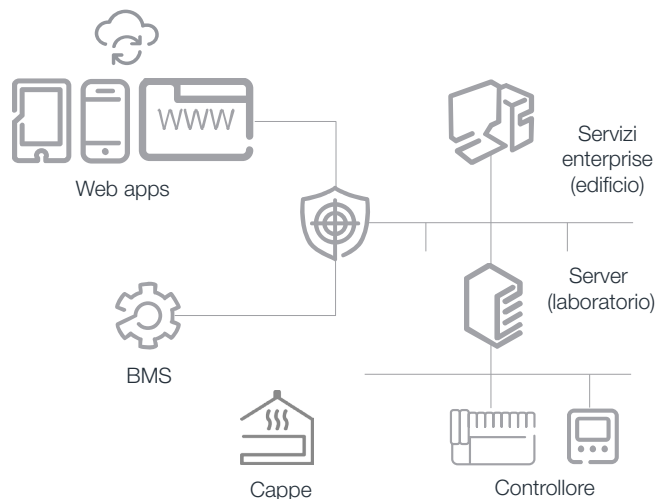 WWW
Web apps
Servizi
enterprise
(edificio)
Server
(laboratorio)
BMS
Cappe
Controllore